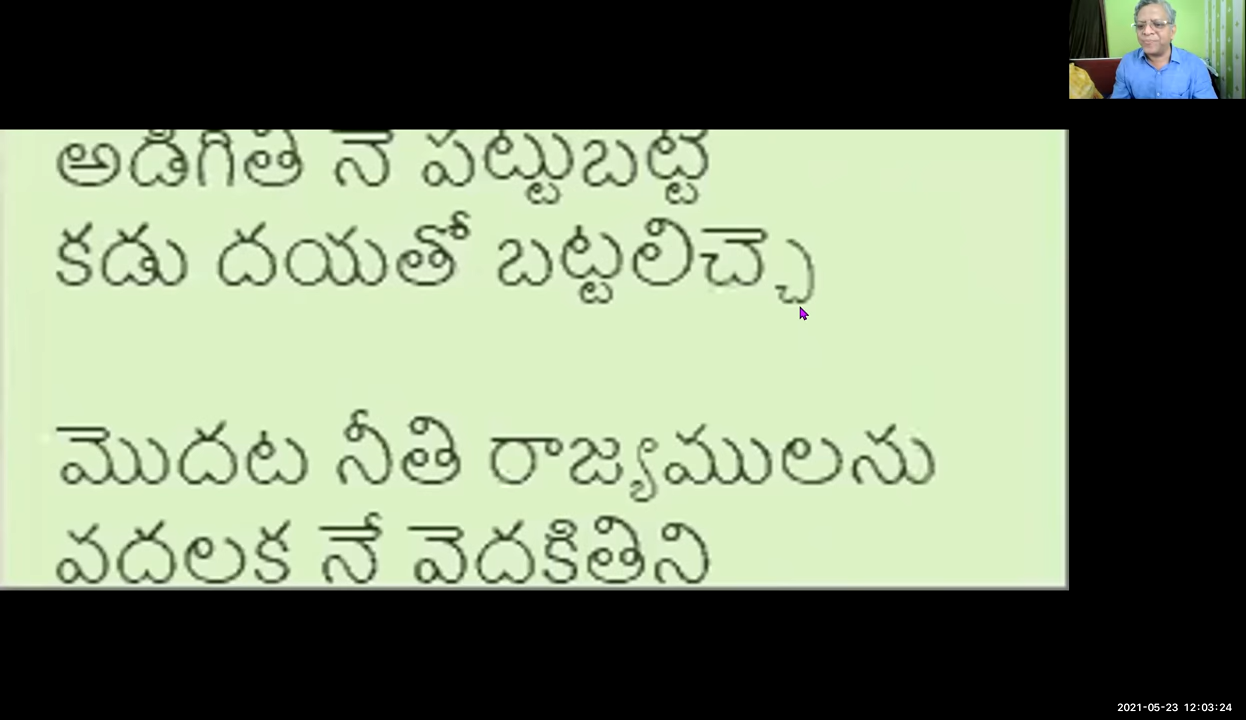 అడిగితి నే పట్టుబట్టి
కడు దయతో బట్టలిచ్చె
మొదట నీతి రాజ్యములను
వదలక నే వెదకితిని
2021-05-23 12:03:24